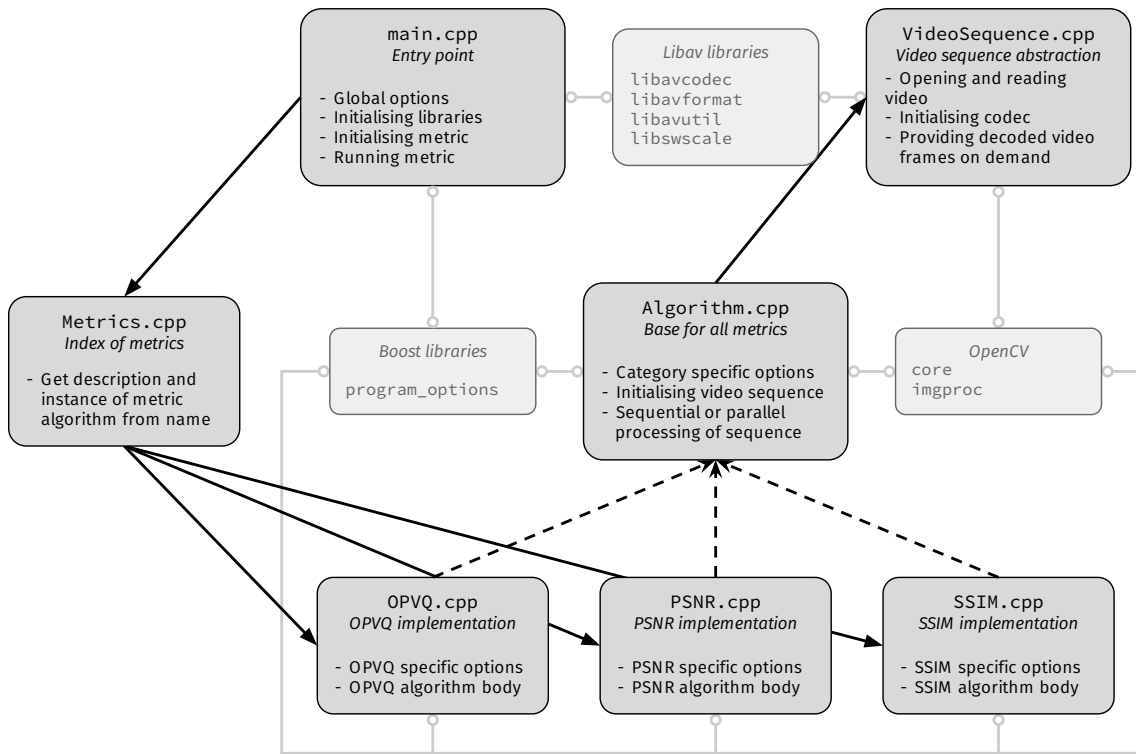 main.cpp
Entry point
- Global options
- Initialising libraries
- Initialising metric
- Running metric
Libav libraries
libavcodec
libavformat
libavutil
libswscale
VideoSequence.cpp
Video sequence abstraction
- Opening and reading
video
- Initialising codec
- Providing decoded video
frames on demand
Metrics.cpp
Index of metrics
- Get description and
instance of metric
algorithm from name
Boost libraries
program_options
Algorithm.cpp
Base for all metrics
- Category specific options
- Initialising video sequence
- Sequential or parallel
processing of sequence
OpenCV
core
imgproc
OPVQ.cpp
OPVQ implementation
- OPVQ specific options
- OPVQ algorithm body
PSNR.cpp
PSNR implementation
- PSNR specific options
- PSNR algorithm body
SSIM.cpp
SSIM implementation
- SSIM specific options
- SSIM algorithm body